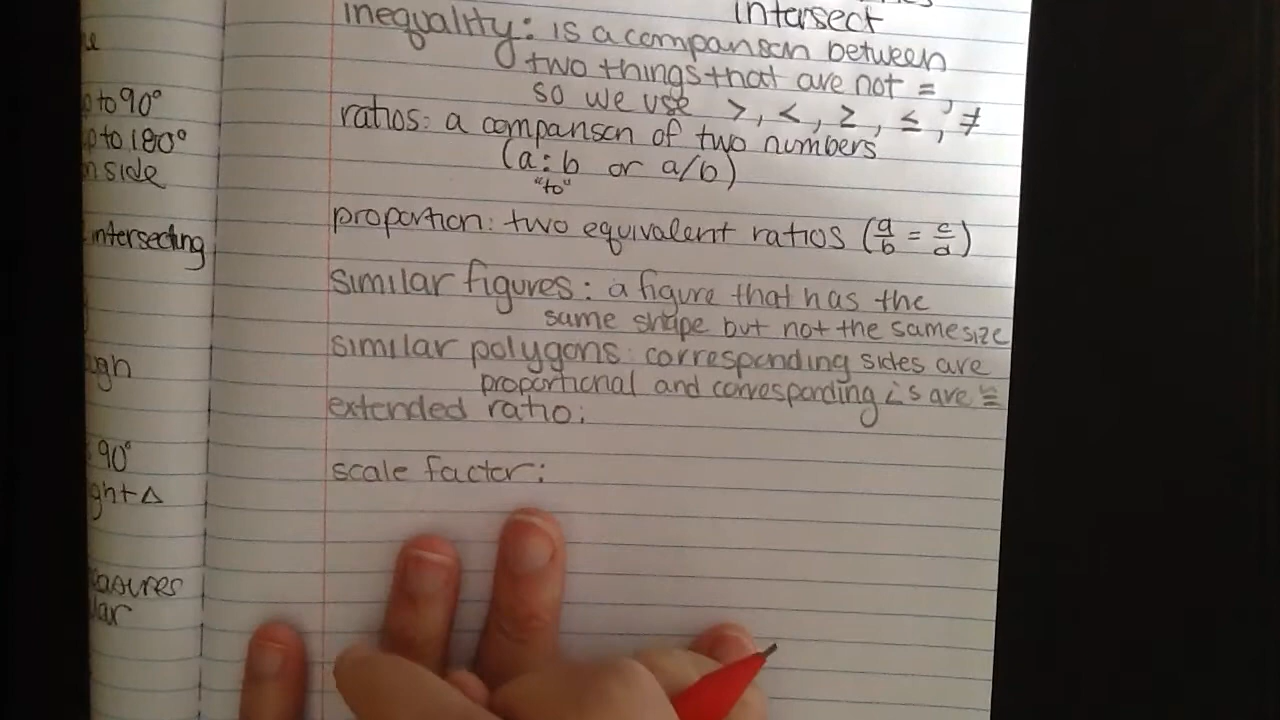 Intersect
inequality: is a comparison between
two things that are not =,
so we use >, <, ≥, ≤, ≠
ratios: a comparison of two numbers
(a:b or a/b)
"to"
proportion: two equivalent ratios (a/b = c/d)
similar figures: a figure that has the
same shape but not the same size
similar polygons: corresponding sides are
proportional and corresponding ∠s are ≅
extended ratio:
scale factor:
to 90°
to 180°
side
intersecting
90°